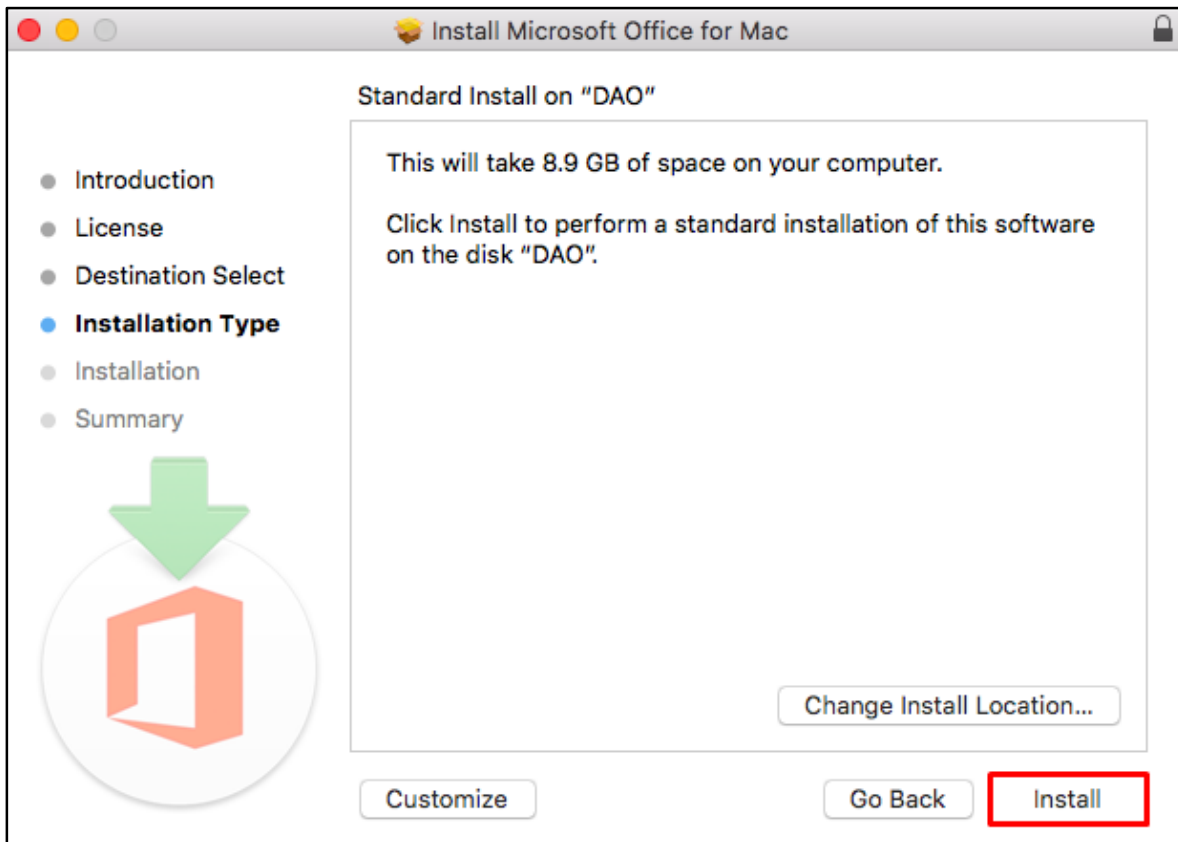 Install Microsoft Office for Mac
Standard Install on “DAO”
Introduction
License
Destination Select
Installation Type
Installation
Summary
This will take 8.9 GB of space on your computer.
Click Install to perform a standard installation of this software
on the disk “DAO”.
Change Install Location...
Customize
Go Back
Install